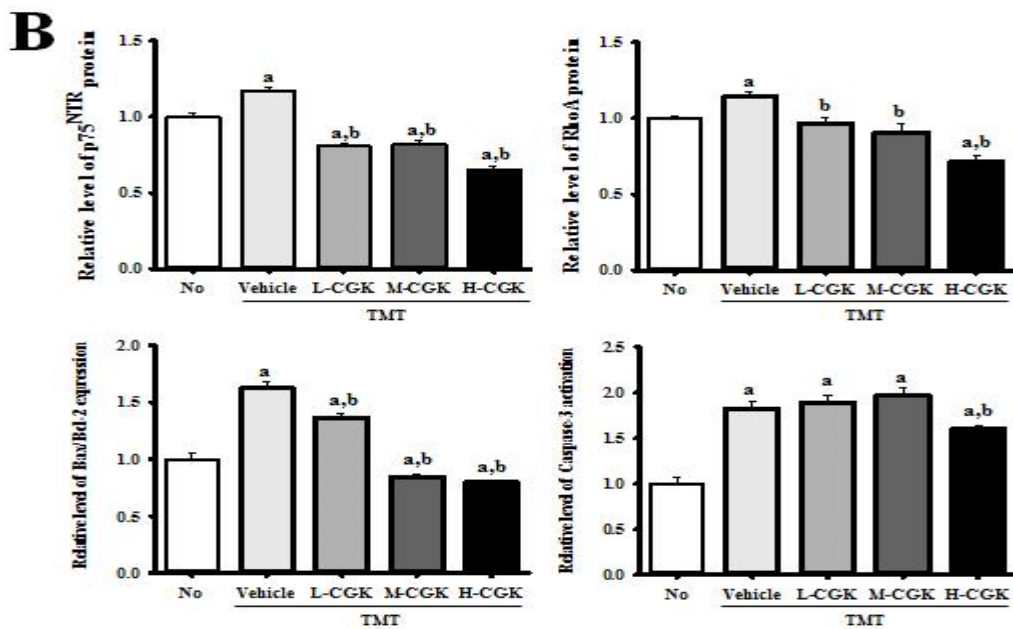 B
Relative level of p75NTR protein
1.5
1.0
0.5
0.0
a
a,b
a,b
a,b
No Vehicle L-CGK M-CGK H-CGK
TMT
Relative level of RhoA protein
1.5
1.0
0.5
0.0
a
b
b
a,b
No Vehicle L-CGK M-CGK H-CGK
TMT
Relative level of Bax/Bcl-2 expression
2.0
1.5
1.0
0.5
0.0
a
a,b
a,b
a,b
No Vehicle L-CGK M-CGK H-CGK
TMT
Relative level of Caspase-3 activation
2.5
2.0
1.5
1.0
0.5
0.0
a
a
a
a,b
No Vehicle L-CGK M-CGK H-CGK
TMT